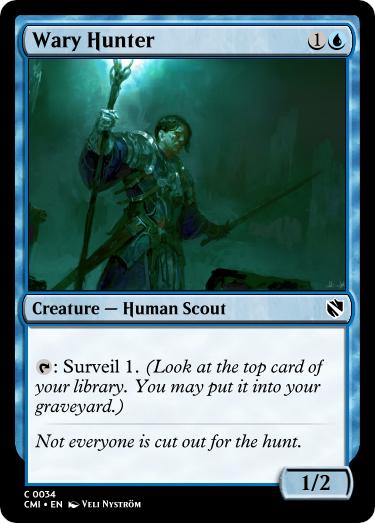 Wary Hunter 1
Creature — Human Scout
: Surveil 1. (Look at the top card of
your library. You may put it into your
graveyard.)
Not everyone is cut out for the hunt.
1/2
C 0034
CMI • EN Veli Nyström